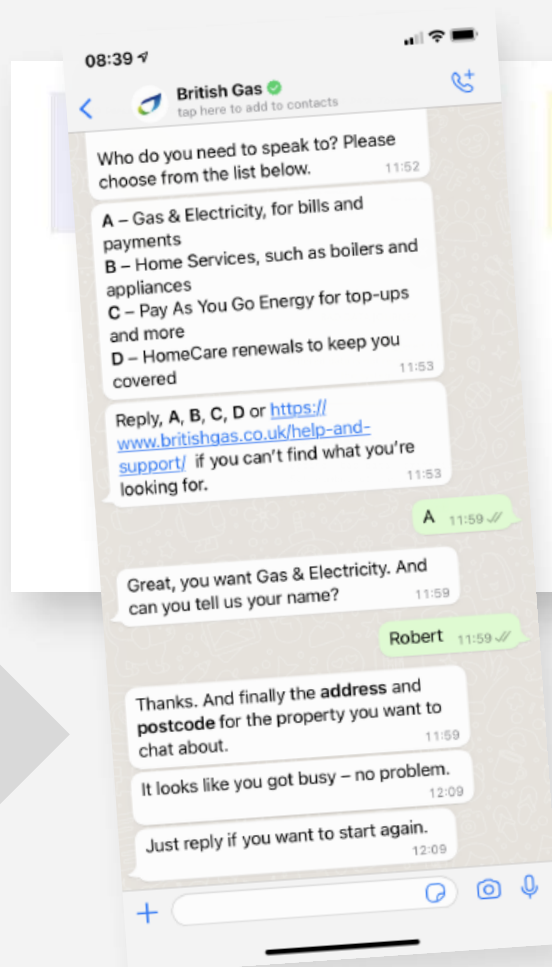 08:39
British Gas
tap here to add to contacts
Who do you need to speak to? Please
choose from the list below.
11:52
A – Gas & Electricity, for bills and
payments
B – Home Services, such as boilers and
appliances
C – Pay As You Go Energy for top-ups
and more
D – HomeCare renewals to keep you
covered
11:53
Reply, A, B, C, D or https://
www.britishgas.co.uk/help-and-
support/ if you can't find what you're
looking for.
11:53
A 11:59
Great, you want Gas & Electricity. And
can you tell us your name?
11:59
Robert 11:59
Thanks. And finally the address and
postcode for the property you want to
chat about.
11:59
It looks like you got busy – no problem.
12:09
Just reply if you want to start again.
12:09